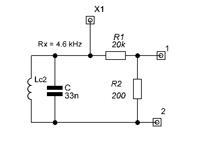 X1
R1
20k
1
Rx = 4.6 kHz
Lc2
C
33n
R2
200
2